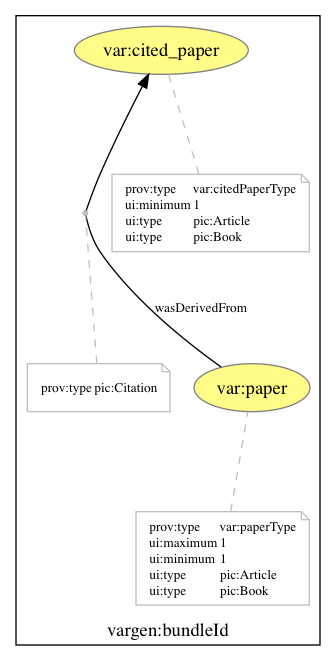 var:cited_paper
prov:type var:citedPaperType
ui:minimum 1
ui:type pic:Article
ui:type pic:Book
wasDerivedFrom
prov:type pic:Citation
var:paper
prov:type var:paperType
ui:maximum 1
ui:minimum 1
ui:type pic:Article
ui:type pic:Book
vargen:bundleId